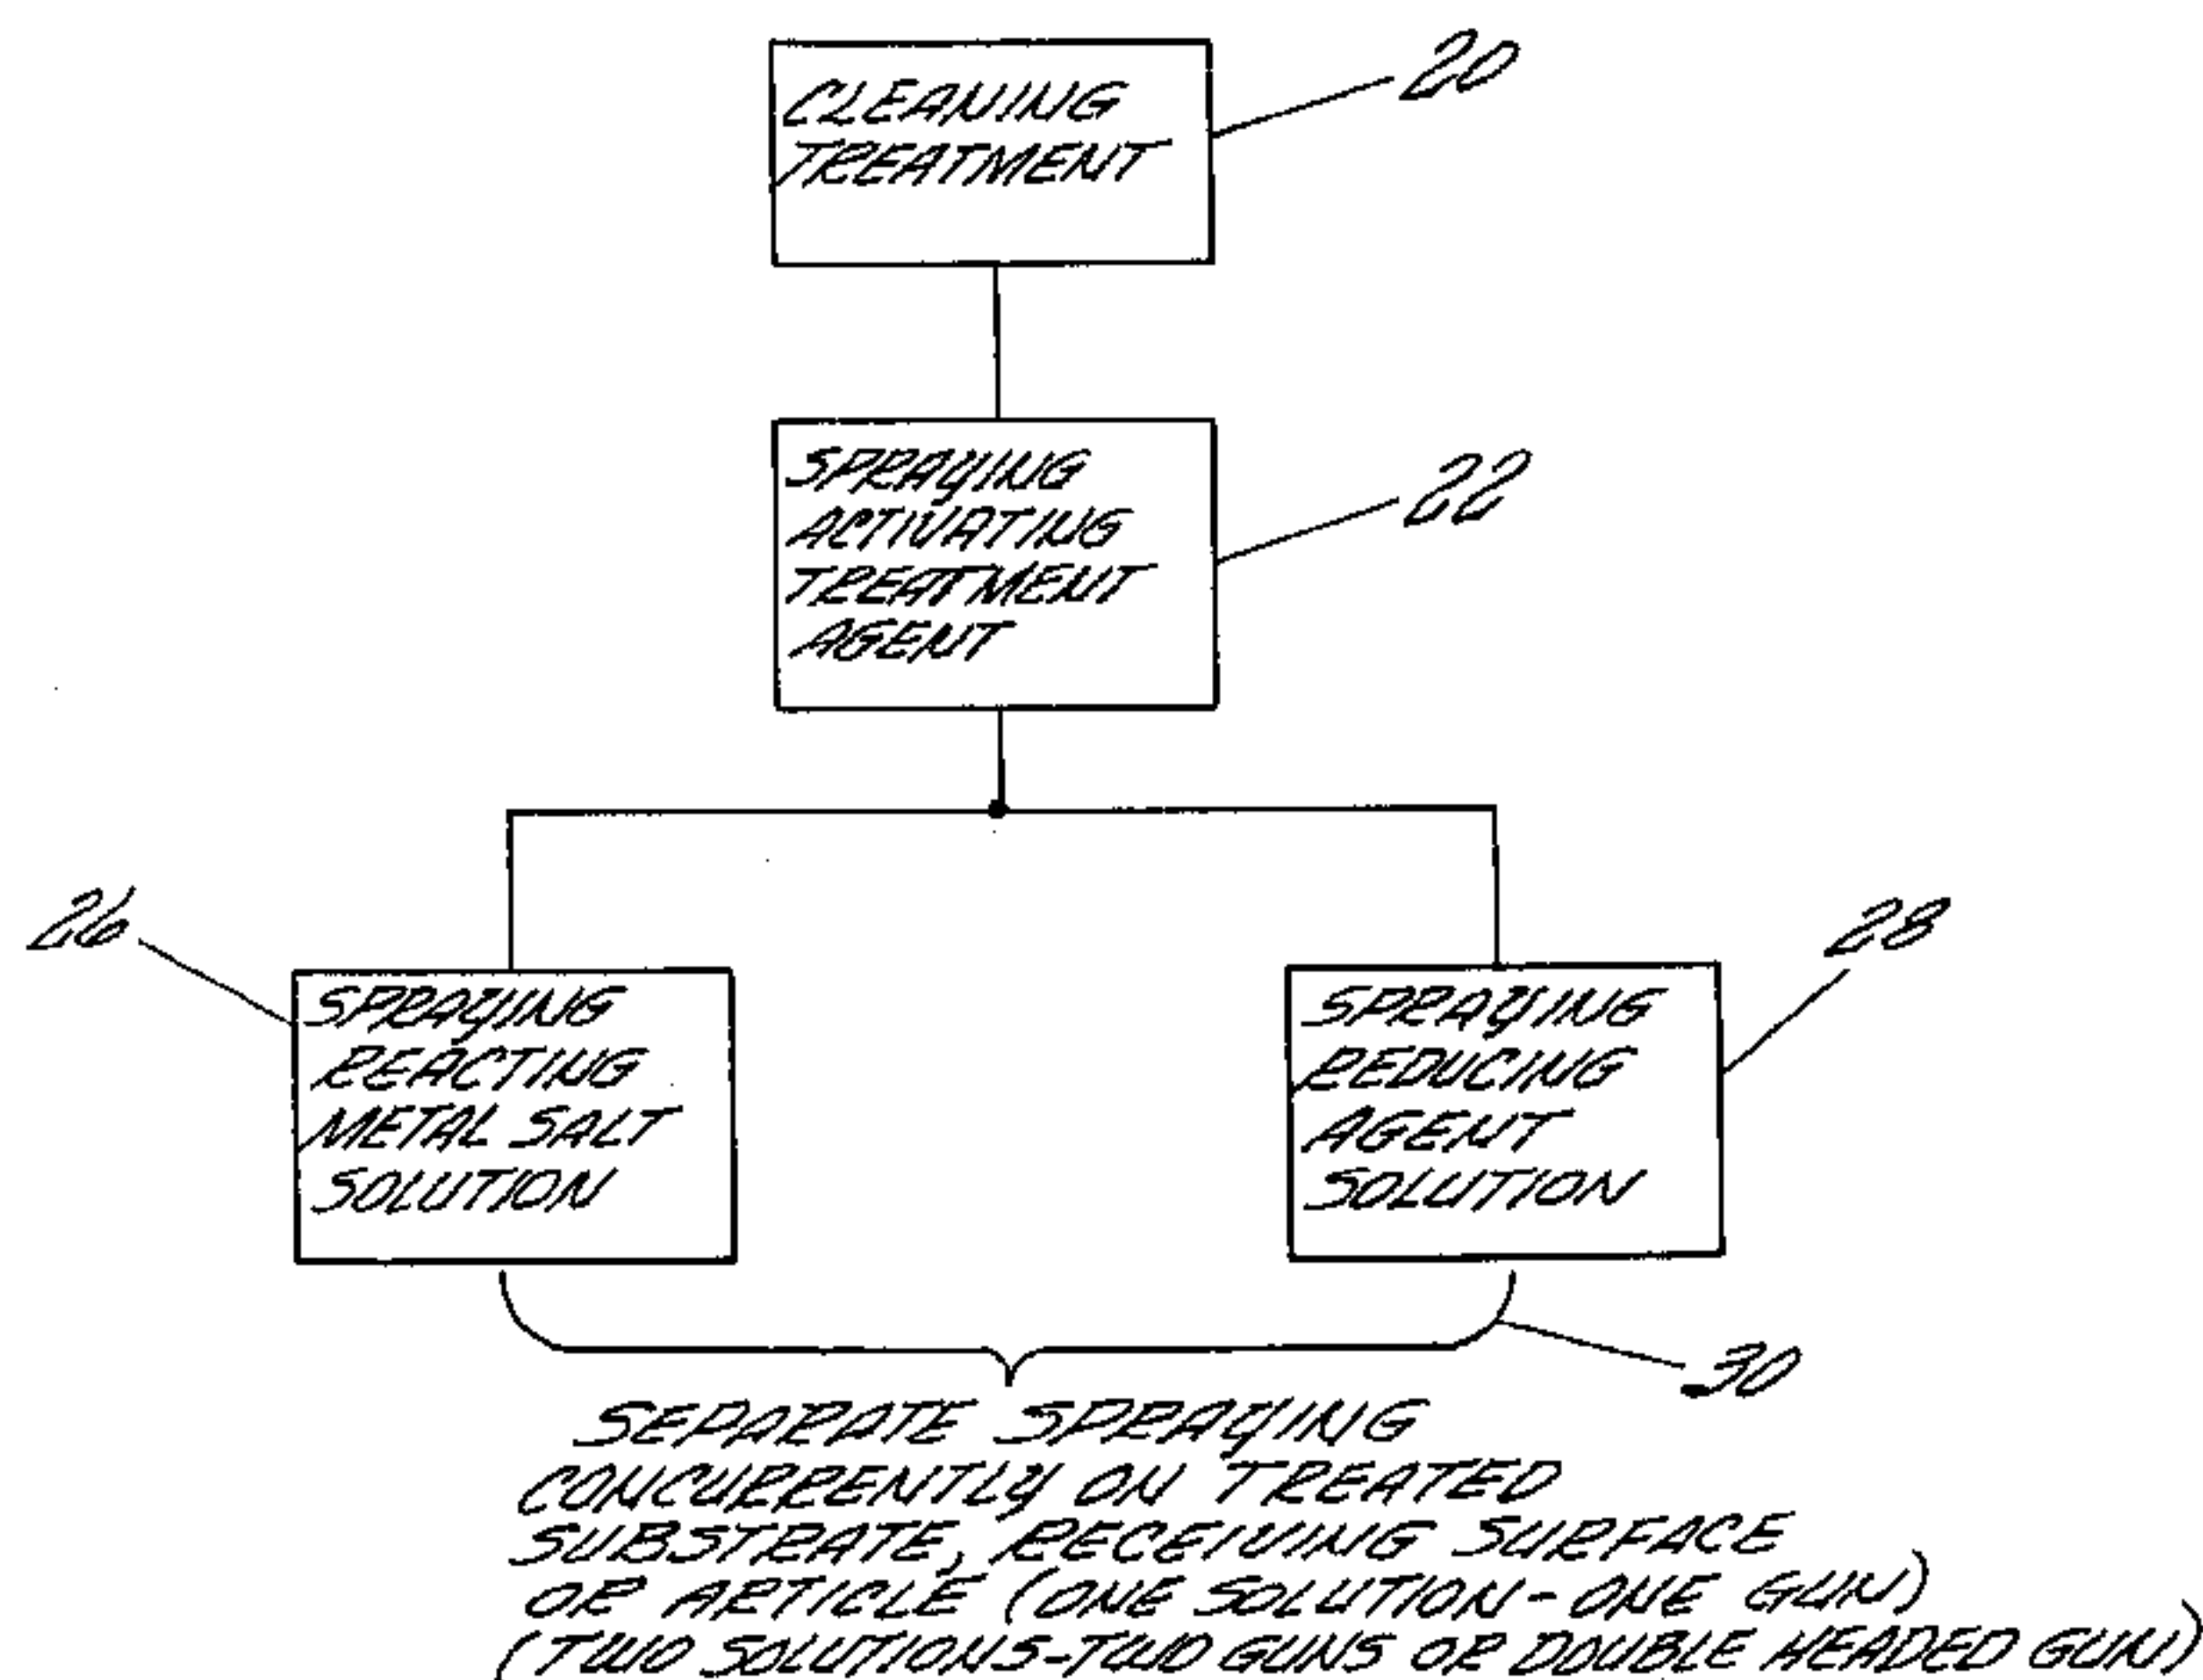 CLEANING
TREATMENT
20
SPRAYING
ACTIVATING
TREATMENT
AGENT
22
26
SPRAYING
REACTING
METAL SALT
SOLUTION
SPRAYING
REDUCING
AGENT
SOLUTION
28
30
SEPARATE SPRAYING
CONCURRENTLY ON TREATED
SUBSTRATE, RECEIVING SURFACE
OR ARTICLE (ONE SOLUTION-ONE GUN)
(TWO SOLUTIONS-TWO GUNS OR DOUBLE HEADED GUN)